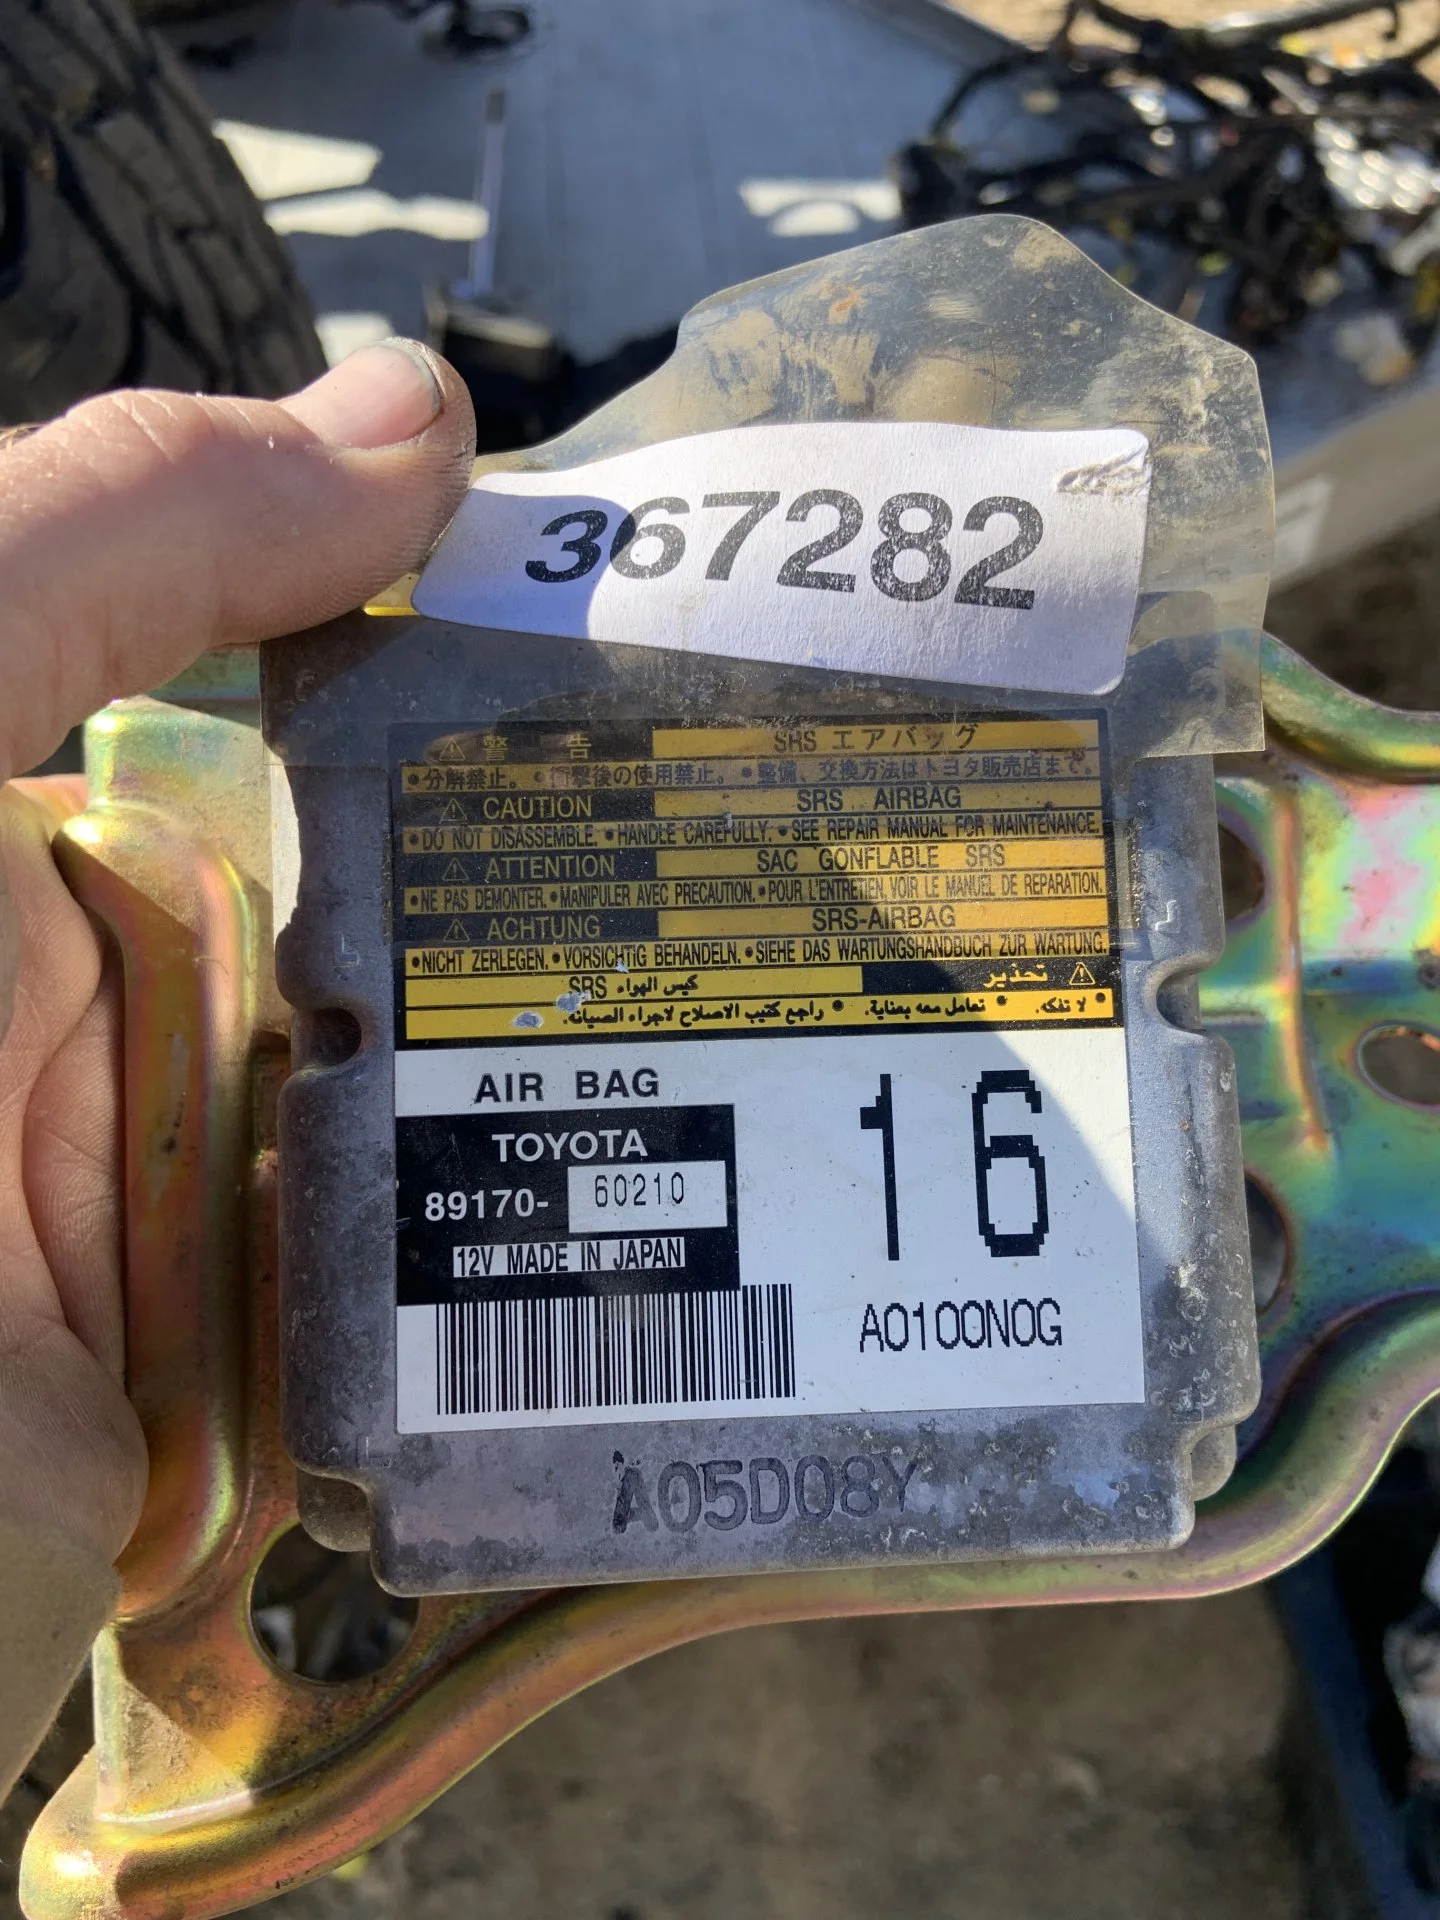 367282
⚠ 警 告 SRS エアバッグ
•分解禁止。 •衝撃後の使用禁止。 •整備、交換方法はトヨタ販売店まで。
⚠ CAUTION SRS AIRBAG
•DO NOT DISASSEMBLE. •HANDLE CAREFULLY. •SEE REPAIR MANUAL FOR MAINTENANCE.
⚠ ATTENTION SAC GONFLABLE SRS
•NE PAS DEMONTER. •MANIPULER AVEC PRECAUTION. •POUR L'ENTRETIEN, VOIR LE MANUEL DE REPARATION.
⚠ ACHTUNG SRS-AIRBAG
•NICHT ZERLEGEN. •VORSICHTIG BEHANDELN. •SIEHE DAS WARTUNGSHANDBUCH ZUR WARTUNG.
⚠ تحذير كيس الهواء SRS
• لا تفكه. • تعامل معه بعناية. • راجع كتيب الاصلاح لاجراء الصيانة.
AIR BAG
TOYOTA
89170- 60210
12V MADE IN JAPAN
16
A0100N0G
A05D08Y